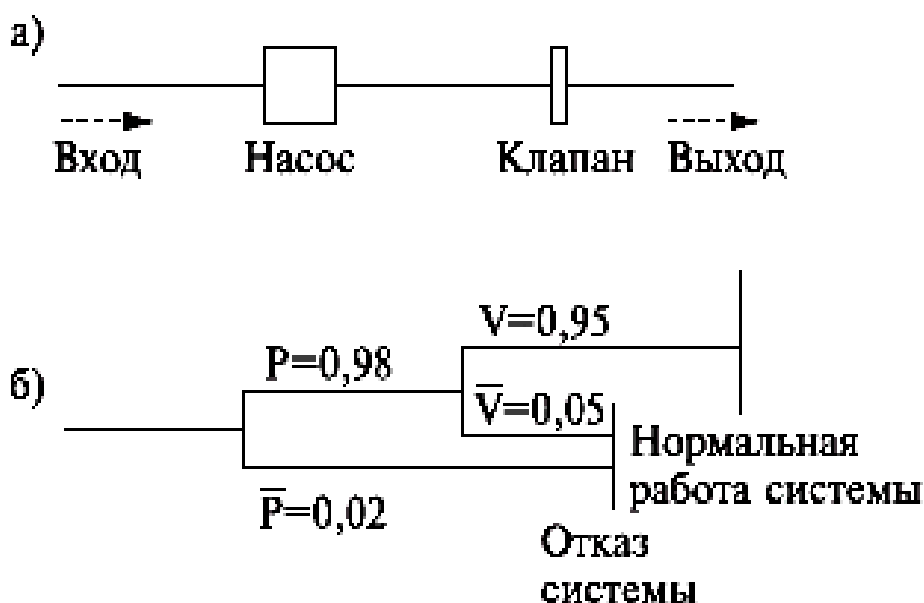 а)
Вход Насос Клапан Выход
V=0,95
P=0,98
б)
V̅=0,05
Нормальная
работа системы
P̅=0,02
Отказ
системы